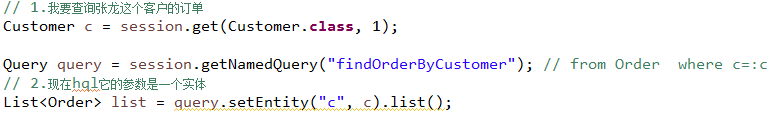 // 1.我要查询张龙这个客户的订单
Customer c = session.get(Customer.class, 1);
Query query = session.getNamedQuery("findOrderByCustomer"); // from Order  where c=:c
// 2.现在hql它的参数是一个实体
List<Order> list = query.setEntity("c", c).list();